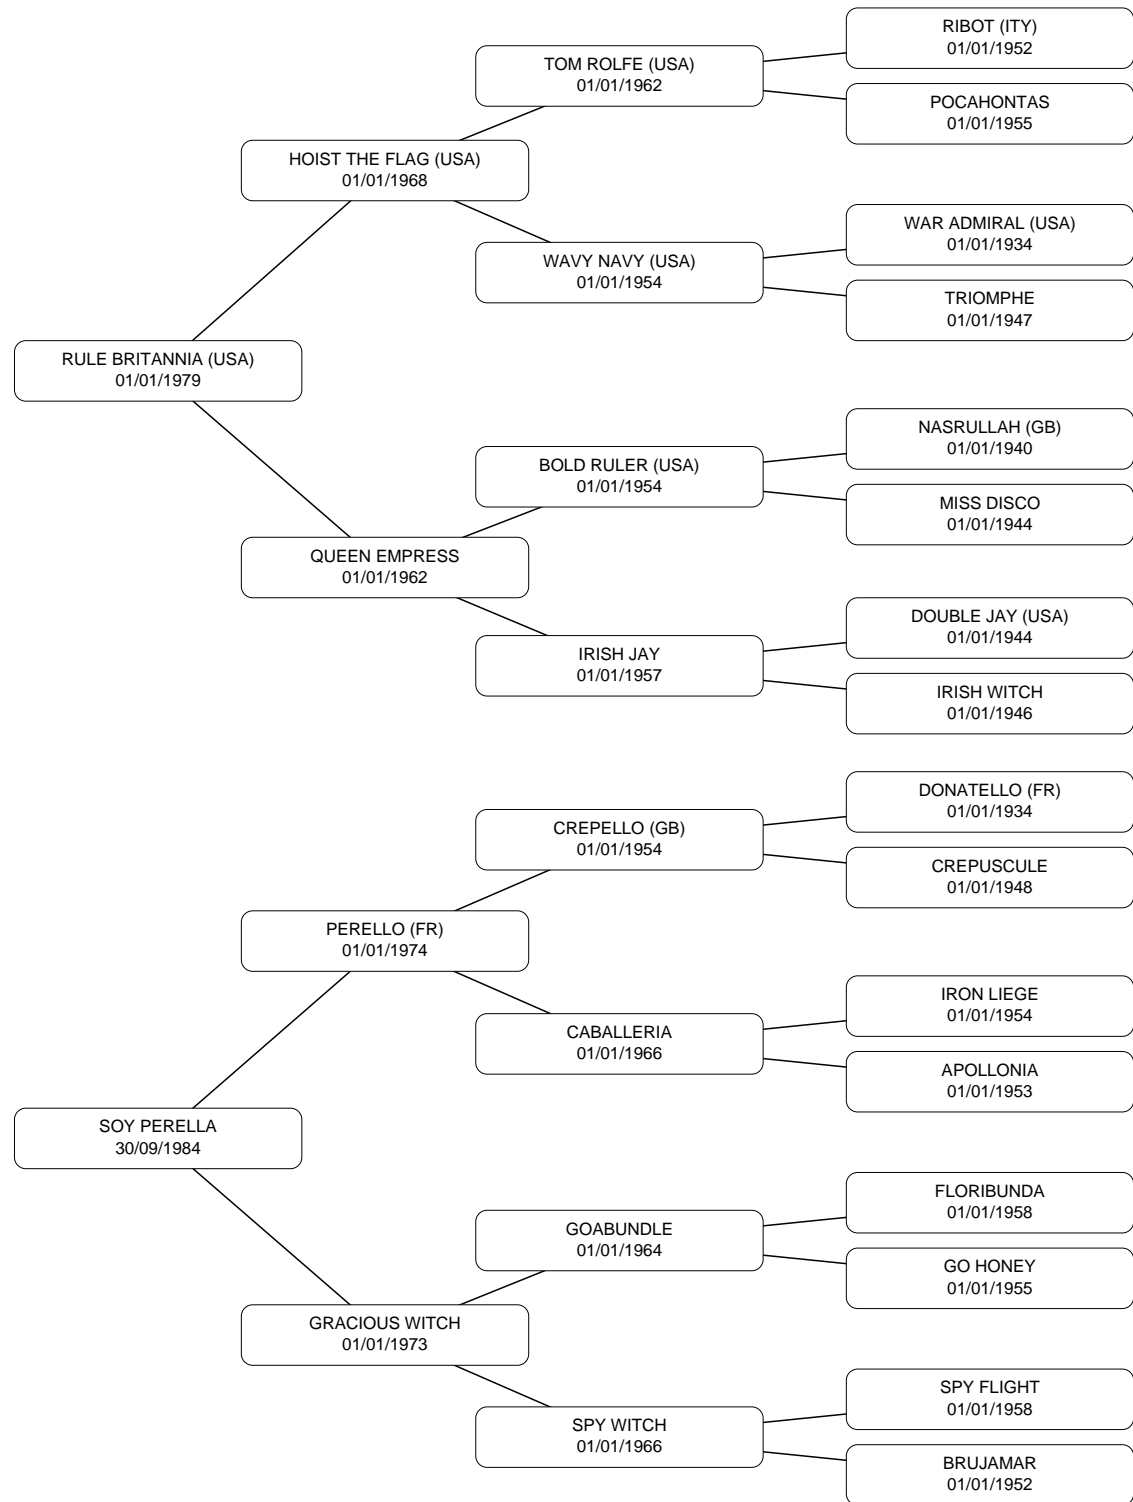 RIBOT (ITY)
01/01/1952
TOM ROLFE (USA)
01/01/1962
POCAHONTAS
01/01/1955
HOIST THE FLAG (USA)
01/01/1968
WAR ADMIRAL (USA)
01/01/1934
WAVY NAVY (USA)
01/01/1954
TRIOMPHE
01/01/1947
RULE BRITANNIA (USA)
01/01/1979
NASRULLAH (GB)
01/01/1940
BOLD RULER (USA)
01/01/1954
MISS DISCO
01/01/1944
QUEEN EMPRESS
01/01/1962
DOUBLE JAY (USA)
01/01/1944
IRISH JAY
01/01/1957
IRISH WITCH
01/01/1946
DONATELLO (FR)
01/01/1934
CREPELLO (GB)
01/01/1954
CREPUSCULE
01/01/1948
PERELLO (FR)
01/01/1974
IRON LIEGE
01/01/1954
CABALLERIA
01/01/1966
APOLLONIA
01/01/1953
SOY PERELLA
30/09/1984
FLORIBUNDA
01/01/1958
GOABUNDLE
01/01/1964
GO HONEY
01/01/1955
GRACIOUS WITCH
01/01/1973
SPY FLIGHT
01/01/1958
SPY WITCH
01/01/1966
BRUJAMAR
01/01/1952